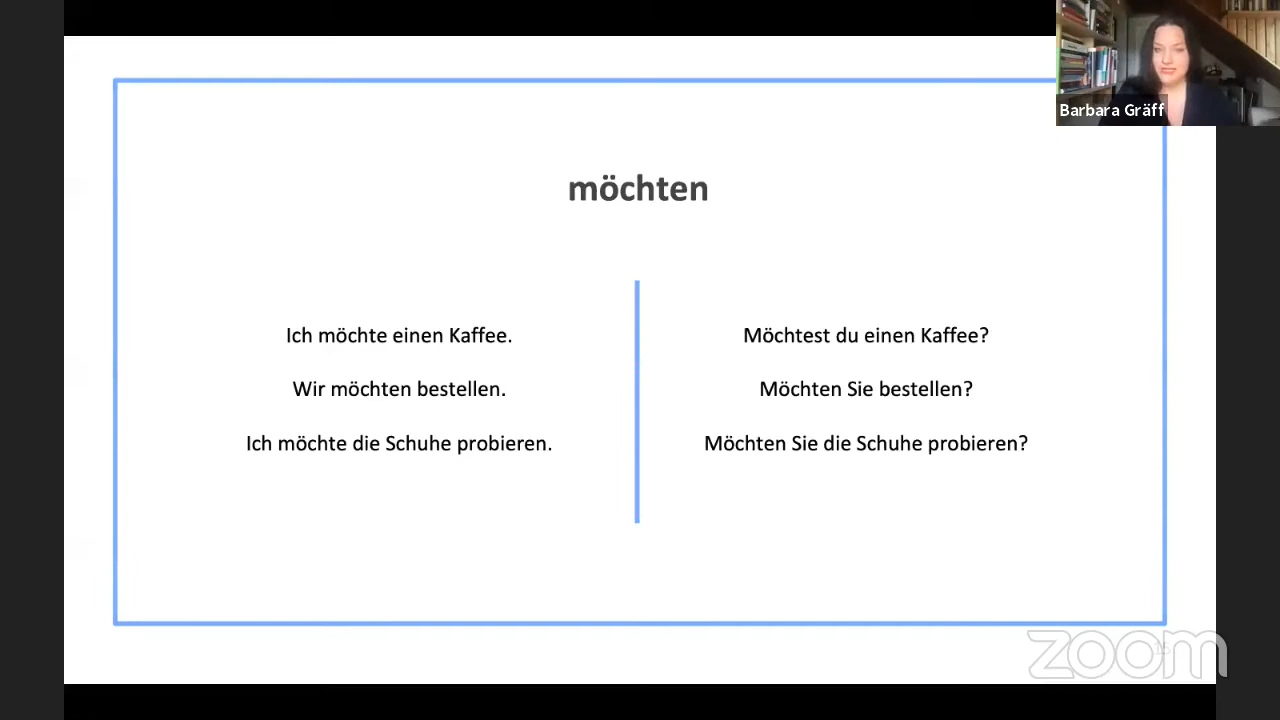 Barbara Gräff
möchten
Ich möchte einen Kaffee.
Wir möchten bestellen.
Ich möchte die Schuhe probieren.
Möchtest du einen Kaffee?
Möchten Sie bestellen?
Möchten Sie die Schuhe probieren?
zoom